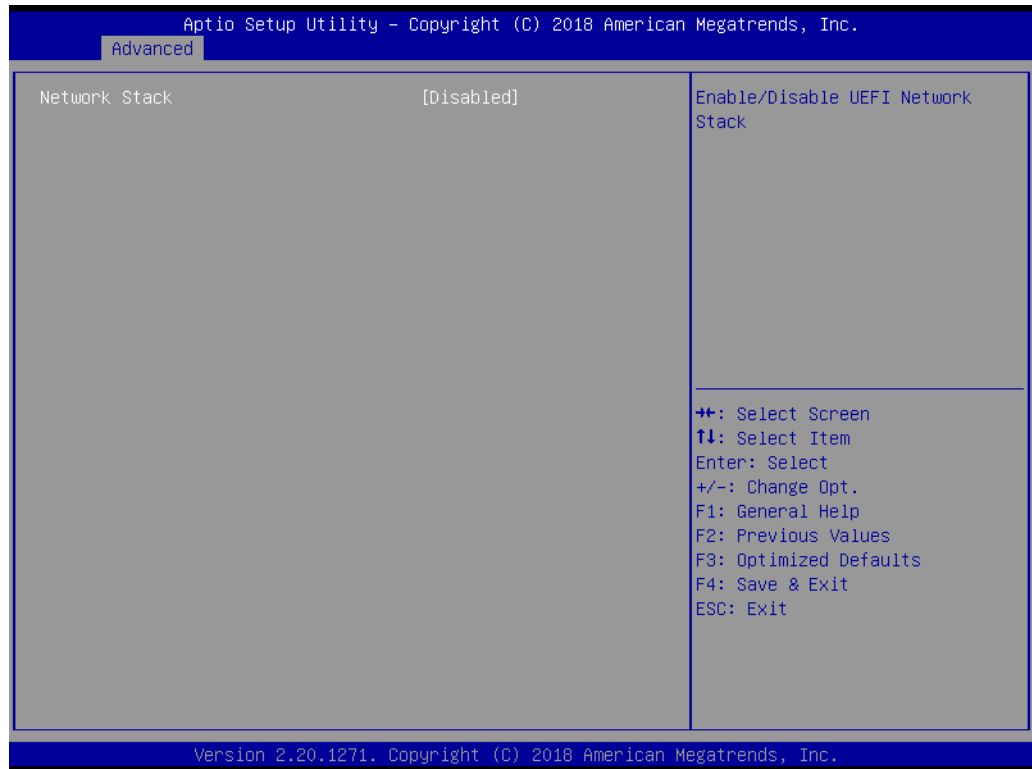 Aptio Setup Utility – Copyright (C) 2018 American Megatrends, Inc.
Advanced
Network Stack [Disabled]
Enable/Disable UEFI Network
Stack
→←: Select Screen
↑↓: Select Item
Enter: Select
+/-: Change Opt.
F1: General Help
F2: Previous Values
F3: Optimized Defaults
F4: Save & Exit
ESC: Exit
Version 2.20.1271. Copyright (C) 2018 American Megatrends, Inc.